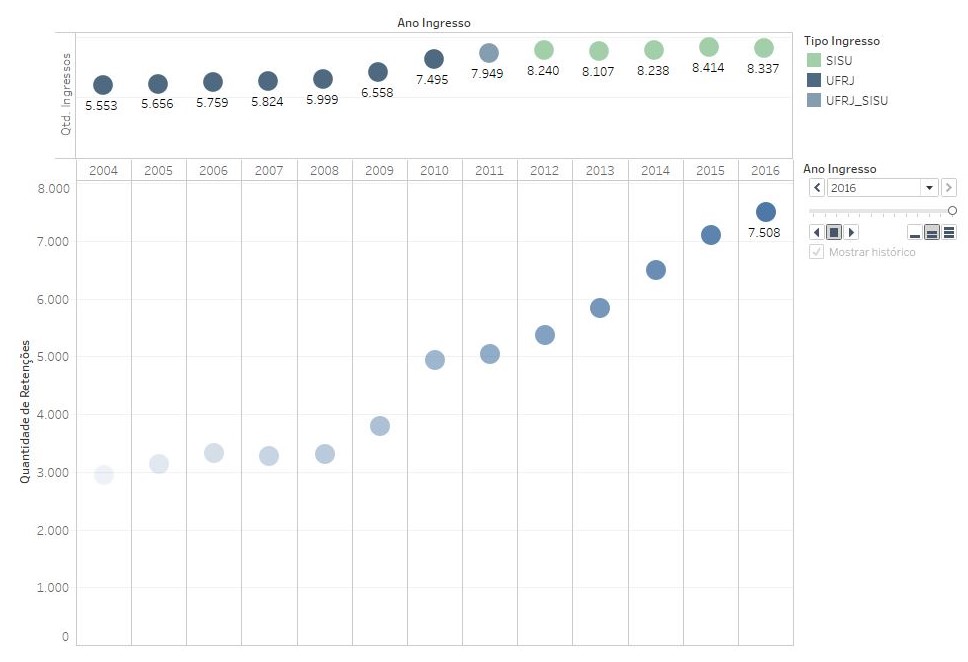 Ano Ingresso
Qtd. Ingressos
5.553 5.656 5.759 5.824 5.999 6.558 7.495 7.949 8.240 8.107 8.238 8.414 8.337
Tipo Ingresso
SISU
UFRJ
UFRJ_SISU
2004 2005 2006 2007 2008 2009 2010 2011 2012 2013 2014 2015 2016
Ano Ingresso
2016
Mostrar histórico
Quantidade de Retenções
8.000
7.000
6.000
5.000
4.000
3.000
2.000
1.000
0
7.508